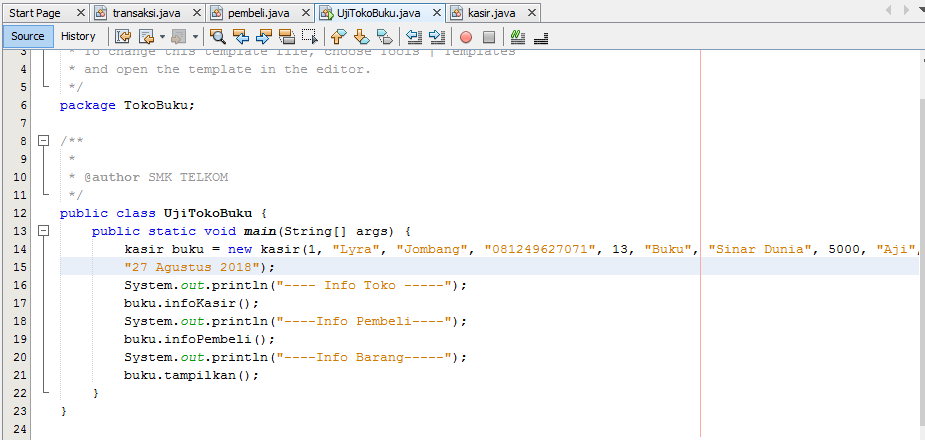 Start Page transaksi.java pembeli.java UjiTokoBuku.java kasir.java
Source History
3 * To change this template file, choose Tools | Templates
4 * and open the template in the editor.
5 */
6 package TokoBuku;
7
8 /**
9 *
10 * @author SMK TELKOM
11 */
12 public class UjiTokoBuku {
13 public static void main(String[] args) {
14 kasir buku = new kasir(1, "Lyra", "Jombang", "081249627071", 13, "Buku", "Sinar Dunia", 5000, "Aji",
15 "27 Agustus 2018");
16 System.out.println("---- Info Toko -----");
17 buku.infoKasir();
18 System.out.println("----Info Pembeli----");
19 buku.infoPembeli();
20 System.out.println("----Info Barang-----");
21 buku.tampilkan();
22 }
23 }
24